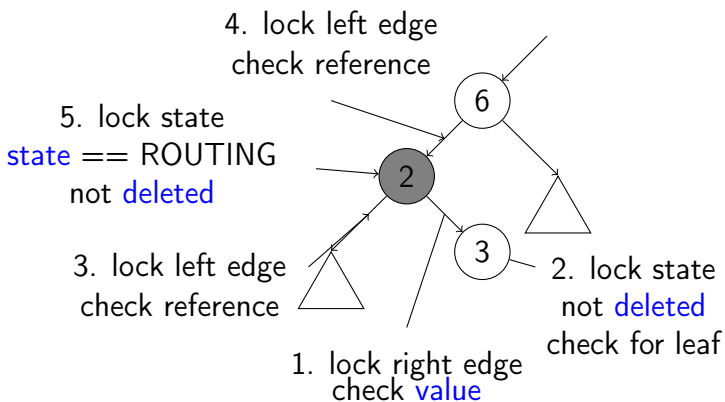 4. lock left edge
check reference
6
5. lock state
state == ROUTING
not deleted
2
3
3. lock left edge
check reference
2. lock state
not deleted
check for leaf
1. lock right edge
check value